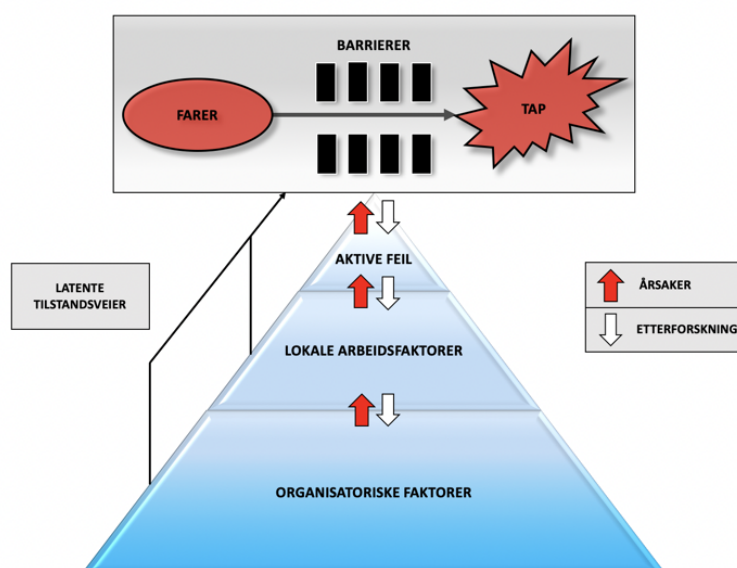 BARRIERER
FARER
TAP
AKTIVE FEIL
LATENTE
TILSTANDSVEIER
ÅRSAKER
ETTERFORSKNING
LOKALE ARBEIDSFAKTORER
ORGANISATORISKE FAKTORER